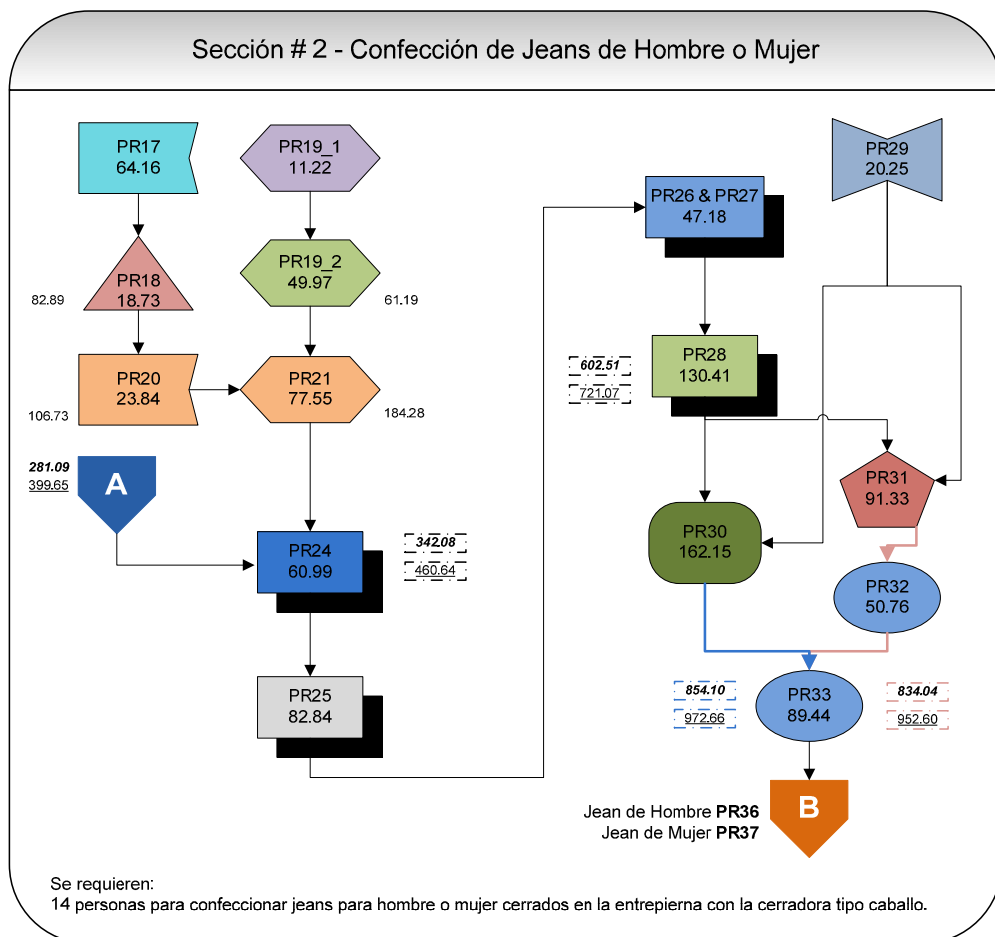 Sección # 2 - Confección de Jeans de Hombre o Mujer
PR17
64.16
PR19_1
11.22
PR29
20.25
PR26 & PR27
47.18
PR18
18.73
82.89
PR19_2
49.97
61.19
PR20
23.84
106.73
PR21
77.55
184.28
602.51
721.07
PR28
130.41
281.09
399.65
A
PR31
91.33
PR24
60.99
342.08
460.64
PR30
162.15
PR32
50.76
PR25
82.84
854.10
972.66
PR33
89.44
834.04
952.60
Jean de Hombre PR36
Jean de Mujer PR37
B
Se requieren:
14 personas para confeccionar jeans para hombre o mujer cerrados en la entrepierna con la cerradora tipo caballo.